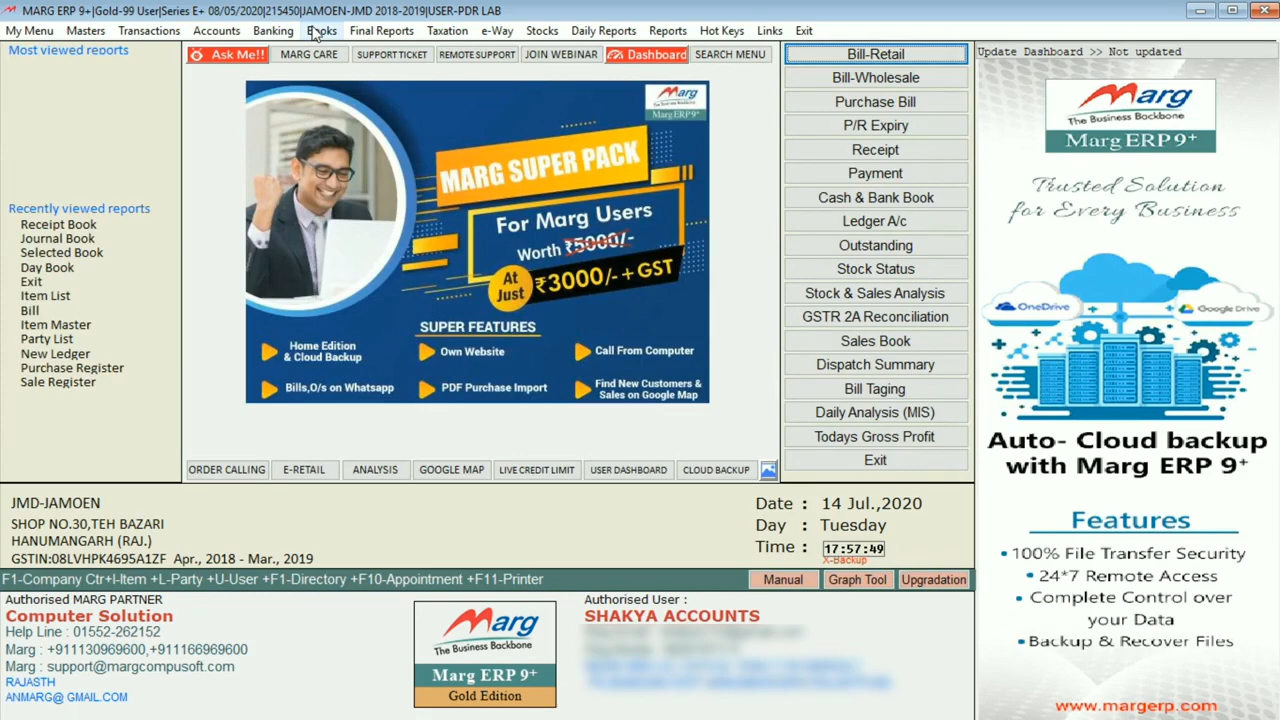 MARG ERP 9+|Gold-99 User|Series E+ 08/05/2020|215450|JAMOEN-JMD 2018-2019|USER-PDR LAB
My Menu Masters Transactions Accounts Banking Books Final Reports Taxation e-Way Stocks Daily Reports Reports Hot Keys Links Exit
Most viewed reports
Recently viewed reports
Receipt Book
Journal Book
Selected Book
Day Book
Exit
Item List
Bill
Item Master
Party List
New Ledger
Purchase Register
Sale Register
Ask Me!! MARG CARE SUPPORT TICKET REMOTE SUPPORT JOIN WEBINAR Dashboard SEARCH MENU
Marg
Marg ERP 9+
MARG SUPER PACK
For Marg Users
Worth ₹5000/-
At
Just
₹3000/- + GST
SUPER FEATURES
Home Edition
& Cloud Backup
Own Website
Call From Computer
Bills,O/s on Whatsapp
PDF Purchase Import
Find New Customers &
Sales on Google Map
ORDER CALLING E-RETAIL ANALYSIS GOOGLE MAP LIVE CREDIT LIMIT USER DASHBOARD CLOUD BACKUP
Bill-Retail
Bill-Wholesale
Purchase Bill
P/R Expiry
Receipt
Payment
Cash & Bank Book
Ledger A/c
Outstanding
Stock Status
Stock & Sales Analysis
GSTR 2A Reconciliation
Sales Book
Dispatch Summary
Bill Taging
Daily Analysis (MIS)
Todays Gross Profit
Exit
Update Dashboard >> Not updated
Marg
The Business Backbone
Marg ERP 9+
Trusted Solution
for Every Business
OneDrive
Google Drive
Auto- Cloud backup
with Marg ERP 9+
Features
• 100% File Transfer Security
• 24*7 Remote Access
• Complete Control over
your Data
• Backup & Recover Files
www.margerp.com
JMD-JAMOEN
SHOP NO.30,TEH BAZARI
HANUMANGARH (RAJ.)
GSTIN:08LVHPK4695A1ZF Apr., 2018 - Mar., 2019
Date : 14 Jul.,2020
Day : Tuesday
Time : 17:57:49
X-Backup
F1-Company Ctr+I-Item +L-Party +U-User +F1-Directory +F10-Appointment +F11-Printer
Manual Graph Tool Upgradation
Authorised MARG PARTNER
Computer Solution
Help Line : 01552-262152
Marg : +911130969600,+911166969600
Marg : support@margcompusoft.com
RAJASTH
ANMARG@ GMAIL.COM
Marg
The Business Backbone
Marg ERP 9+
Gold Edition
Authorised User :
SHAKYA ACCOUNTS